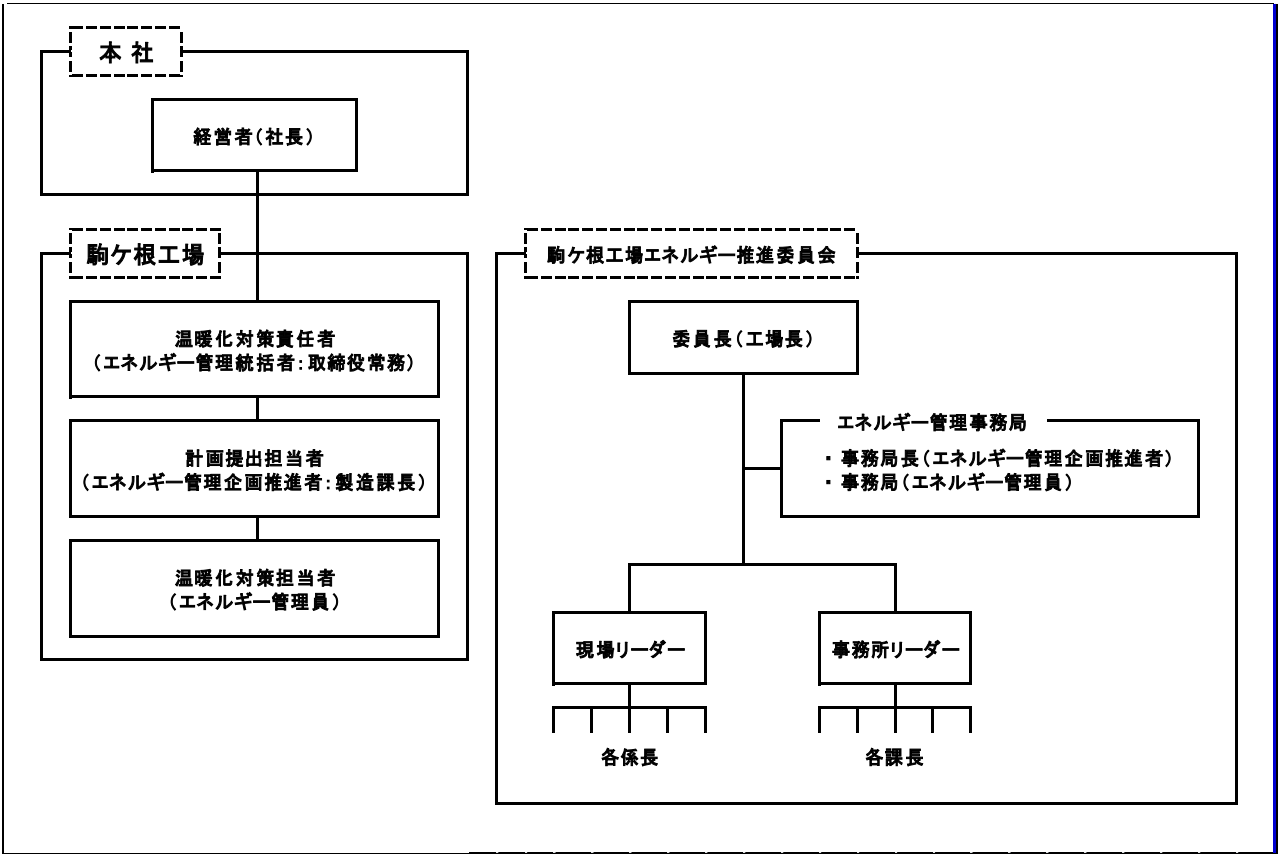 本 社
経営者（社長）
駒ケ根工場
温暖化対策責任者
（エネルギー管理統括者：取締役常務）
計画提出担当者
（エネルギー管理企画推進者：製造課長）
温暖化対策担当者
（エネルギー管理員）
駒ケ根工場エネルギー推進委員会
委員長（工場長）
エネルギー管理事務局
・事務局長（エネルギー管理企画推進者）
・事務局（エネルギー管理員）
現場リーダー
事務所リーダー
各係長
各課長